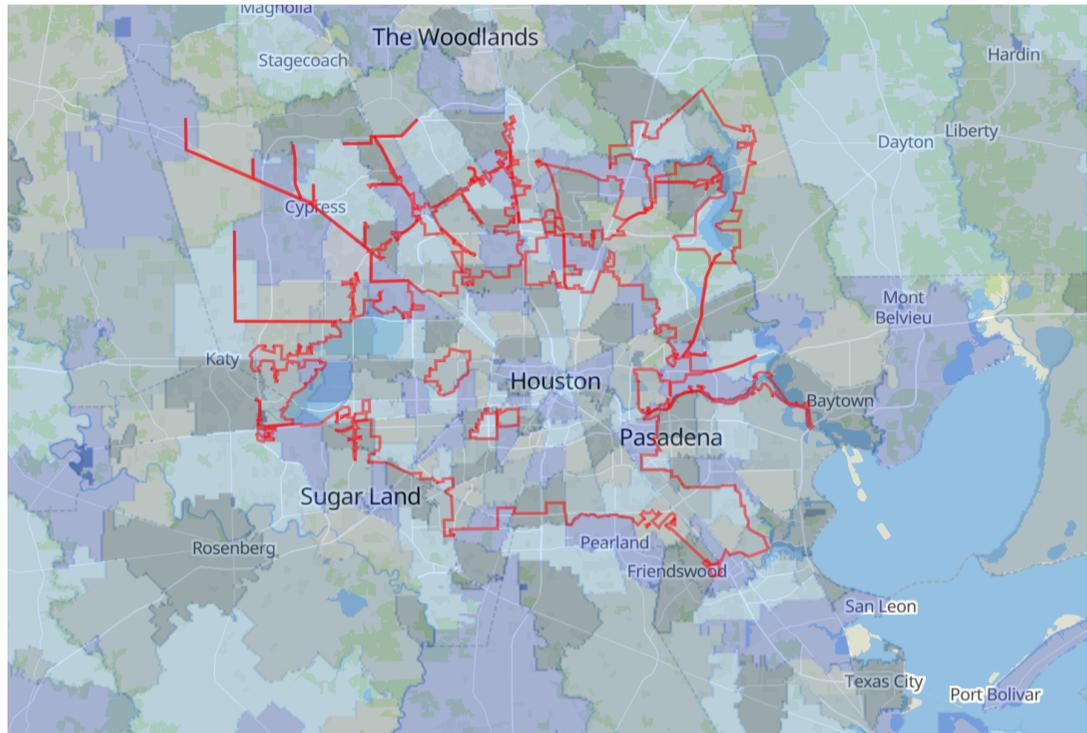 Magnolia
The Woodlands
Stagecoach
Hardin
Dayton
Liberty
Cypress
Mont
Belvieu
Katy
Houston
Baytown
Pasadena
Sugar Land
Rosenberg
Pearland
Friendswood
San Leon
Texas City
Port Bolivar